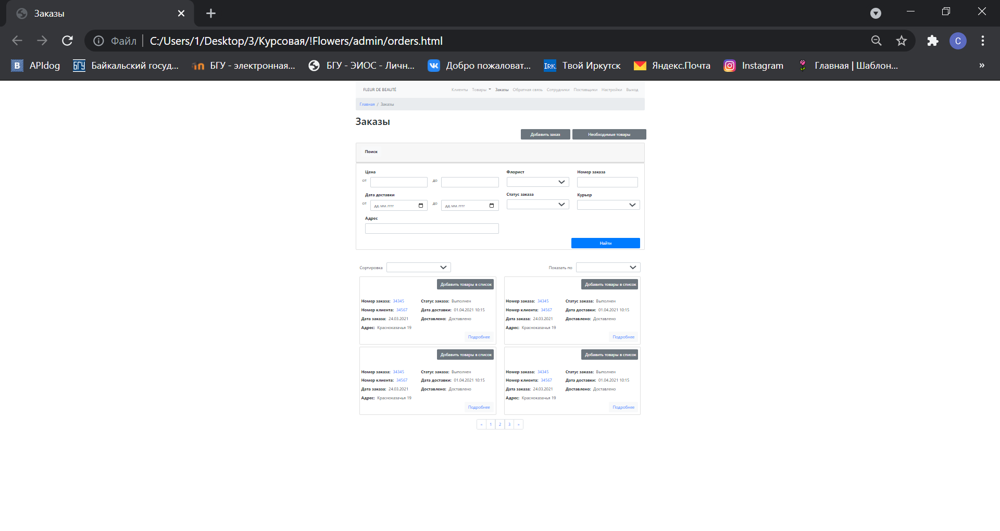 Заказы
Файл C:/Users/1/Desktop/3/Курсовая/!Flowers/admin/orders.html C
B APIdog БГУ Байкальский госуд... БГУ - электронная... БГУ - ЭИОС - Личн... Добро пожаловат... IRK. Твой Иркутск Яндекс.Почта Instagram Главная | Шаблон... »
FLEUR DE BEAUTÉ Клиенты Товары Заказы Обратная связь Сотрудники Поставщики Настройки Выход
Главная / Заказы
Заказы
Добавить заказ Необходимые товары
Поиск
Цена Флорист Номер заказа
от до
Дата доставки Статус заказа Курьер
от дд.мм.гггг до дд.мм.гггг
Адрес
Найти
Сортировка Показать по
Добавить товары в список Добавить товары в список
Номер заказа: 34345 Статус заказа: Выполнен Номер заказа: 34345 Статус заказа: Выполнен
Номер клиента: 34567 Дата доставки: 01.04.2021 10:15 Номер клиента: 34567 Дата доставки: 01.04.2021 10:15
Дата заказа: 24.03.2021 Доставлено: Доставлено Дата заказа: 24.03.2021 Доставлено: Доставлено
Адрес: Красноказачья 19 Адрес: Красноказачья 19
Подробнее Подробнее
Добавить товары в список Добавить товары в список
Номер заказа: 34345 Статус заказа: Выполнен Номер заказа: 34345 Статус заказа: Выполнен
Номер клиента: 34567 Дата доставки: 01.04.2021 10:15 Номер клиента: 34567 Дата доставки: 01.04.2021 10:15
Дата заказа: 24.03.2021 Доставлено: Доставлено Дата заказа: 24.03.2021 Доставлено: Доставлено
Адрес: Красноказачья 19 Адрес: Красноказачья 19
Подробнее Подробнее
« 1 2 3 »